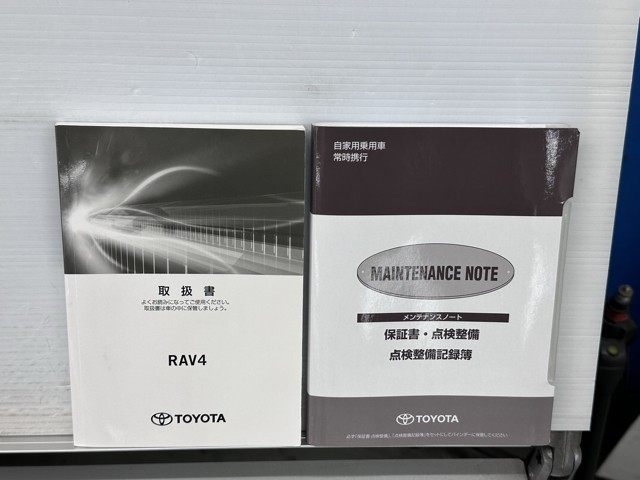 取扱書
よくお読みになってご使用ください。
取扱書は車の中に保管しましょう。
RAV4
TOYOTA
自家用乗用車
常時携行
MAINTENANCE NOTE
メンテナンスノート
保証書・点検整備
点検整備記録簿
TOYOTA